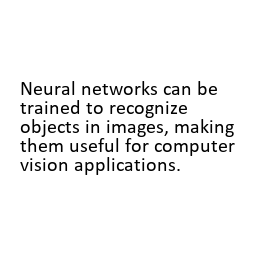 Neural networks can be
trained to recognize
objects in images, making
them useful for computer
vision applications.